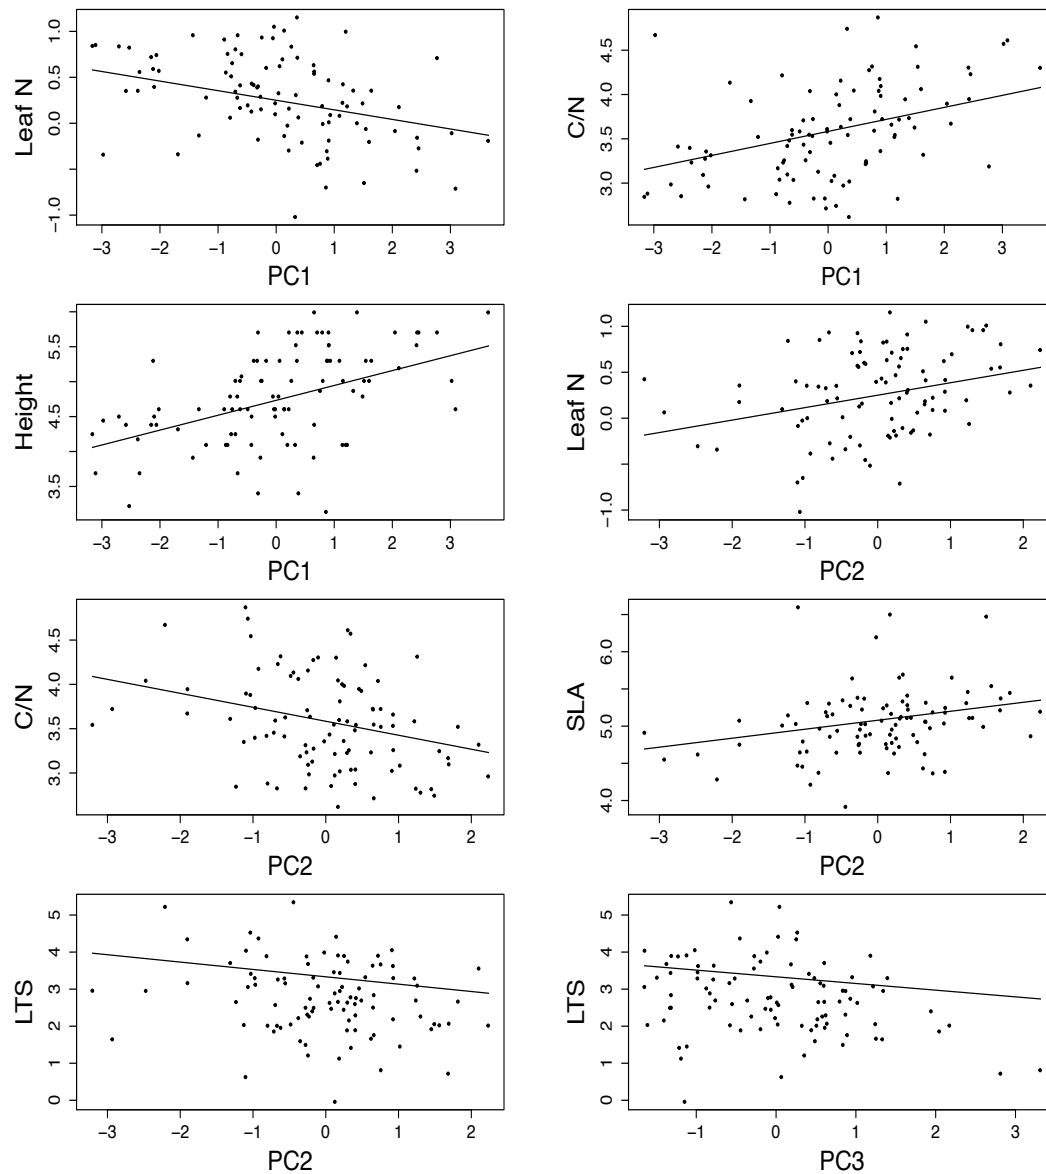 Leaf N
−1.0 0.0 0.5 1.0
−3 −2 −1 0 1 2 3
PC1
C/N
3.0 3.5 4.0 4.5
−3 −2 −1 0 1 2 3
PC1
Height
3.5 4.5 5.5
−3 −2 −1 0 1 2 3
PC1
Leaf N
−1.0 0.0 0.5 1.0
−3 −2 −1 0 1 2
PC2
C/N
3.0 3.5 4.0 4.5
−3 −2 −1 0 1 2
PC2
SLA
4.0 5.0 6.0
−3 −2 −1 0 1 2
PC2
LTS
0 1 2 3 4 5
−3 −2 −1 0 1 2
PC2
LTS
0 1 2 3 4 5
−1 0 1 2 3
PC3